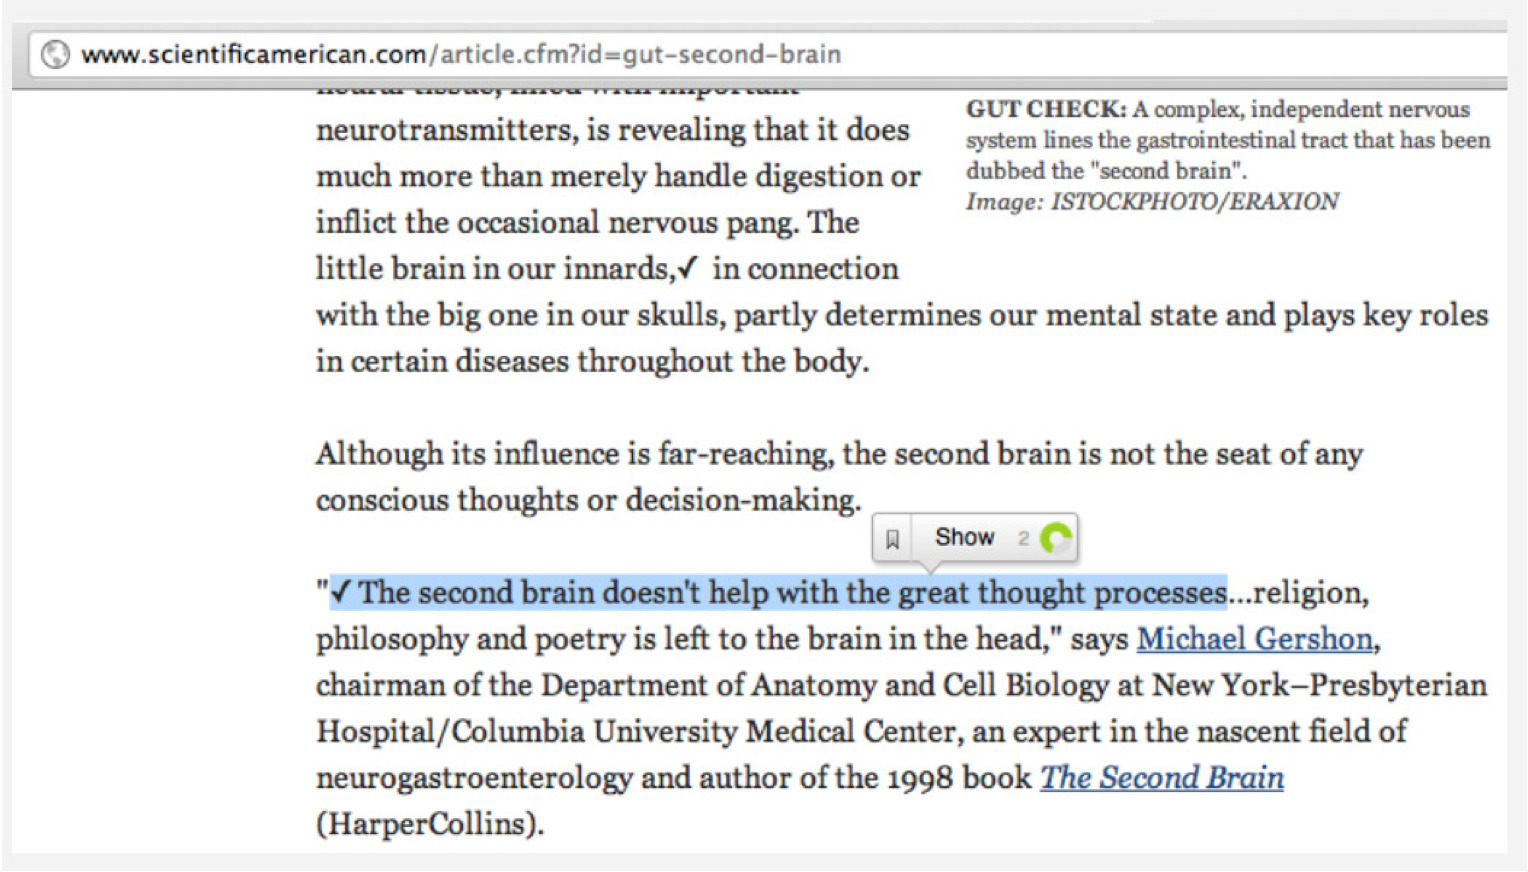 www.scientificamerican.com/article.cfm?id=gut-second-brain
neural tissue, filled with important
neurotransmitters, is revealing that it does
much more than merely handle digestion or
inflict the occasional nervous pang. The
little brain in our innards,✓ in connection
with the big one in our skulls, partly determines our mental state and plays key roles
in certain diseases throughout the body.
GUT CHECK: A complex, independent nervous
system lines the gastrointestinal tract that has been
dubbed the "second brain".
Image: ISTOCKPHOTO/ERAXION
Although its influence is far-reaching, the second brain is not the seat of any
conscious thoughts or decision-making.
Show 2
"✓ The second brain doesn't help with the great thought processes...religion,
philosophy and poetry is left to the brain in the head," says Michael Gershon,
chairman of the Department of Anatomy and Cell Biology at New York–Presbyterian
Hospital/Columbia University Medical Center, an expert in the nascent field of
neurogastroenterology and author of the 1998 book The Second Brain
(HarperCollins).